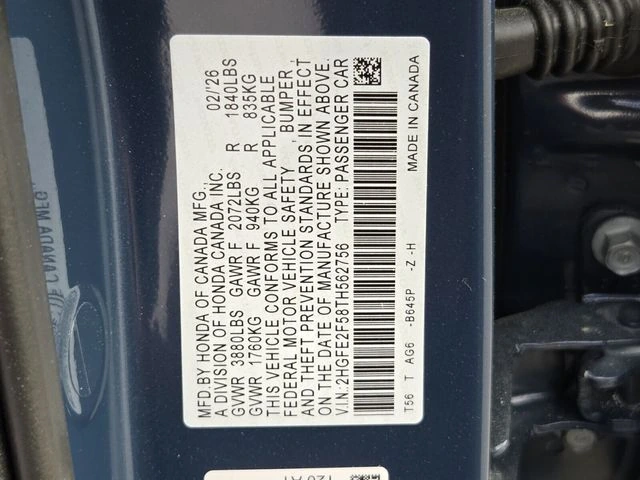 MFD.BY HONDA OF CANADA MFG.,
A DIVISION OF HONDA CANADA INC. 02/'26
GVWR 3880LBS GAWR F 2072LBS R 1840LBS
GVWR 1760KG GAWR F 940KG R 835KG
THIS VEHICLE CONFORMS TO ALL APPLICABLE
FEDERAL MOTOR VEHICLE SAFETY , BUMPER ,
AND THEFT PREVENTION STANDARDS IN EFFECT
ON THE DATE OF MANUFACTURE SHOWN ABOVE.
V.I.N.:2HGFE2F58TH562756 TYPE: PASSENGER CAR
T56 T AG6 -B645P -Z -H MADE IN CANADA
CANADA MFG.